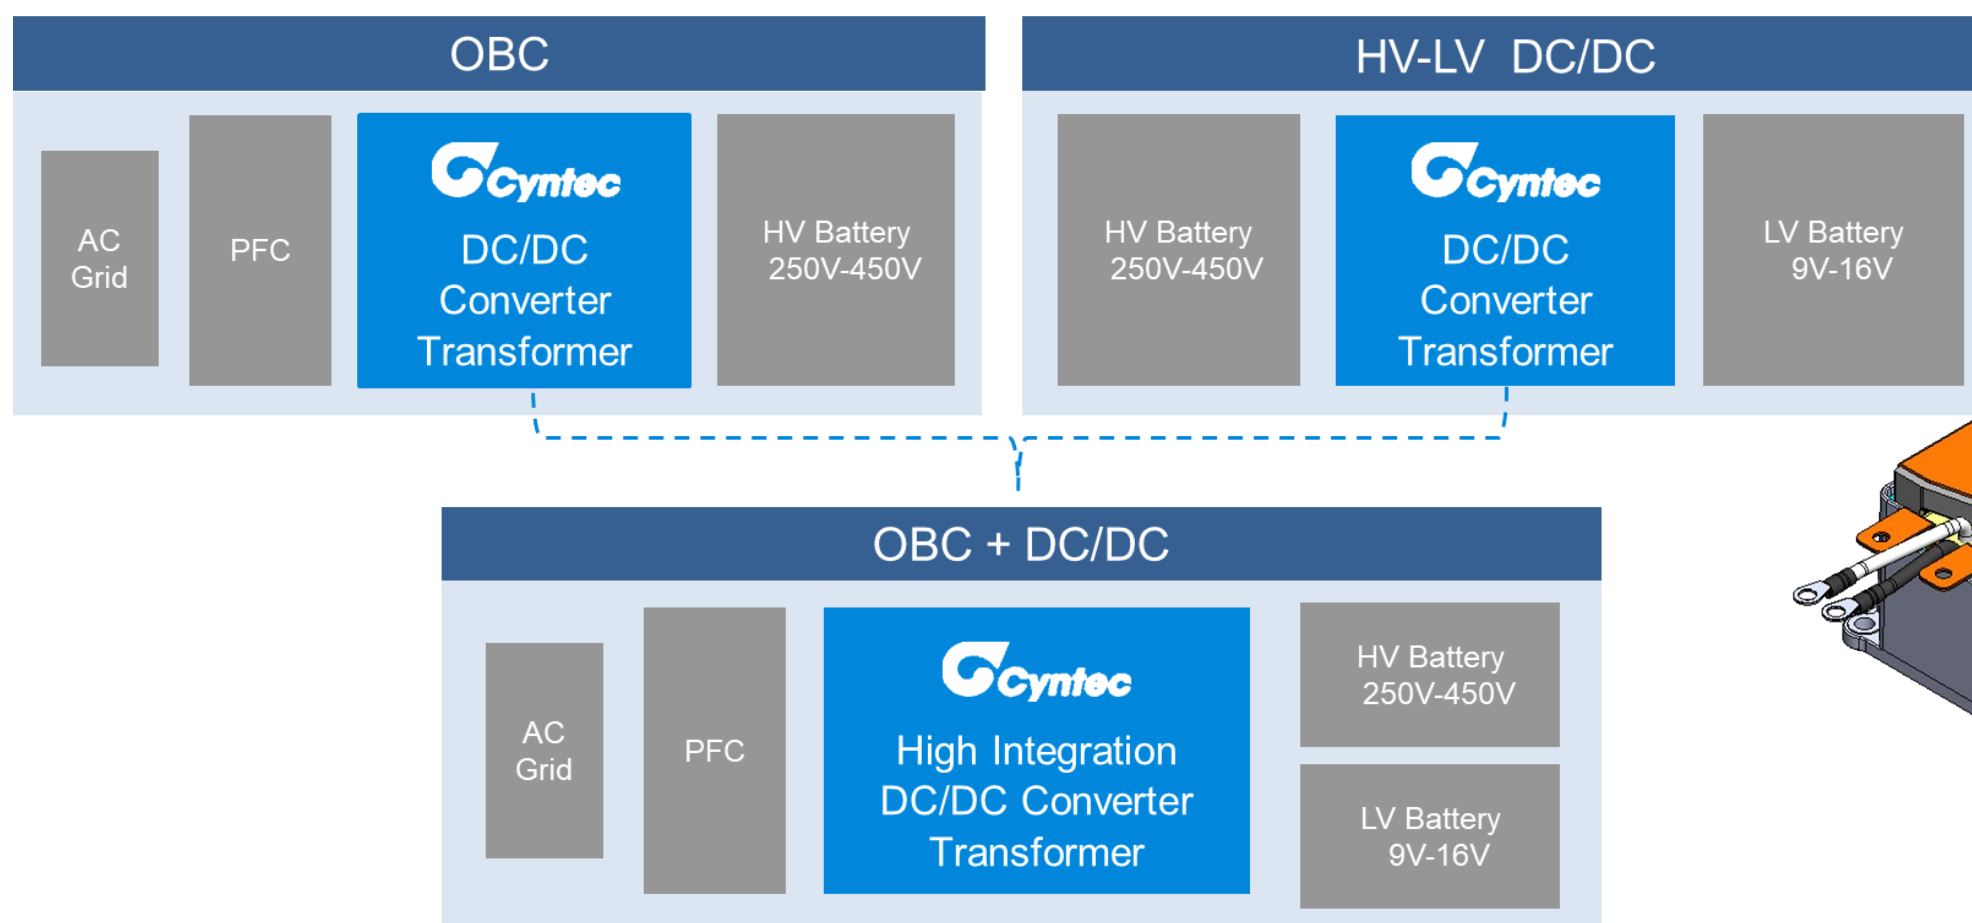 OBC
AC
Grid
PFC
Cyntec
DC/DC
Converter
Transformer
HV Battery
250V-450V
HV-LV DC/DC
HV Battery
250V-450V
Cyntec
DC/DC
Converter
Transformer
LV Battery
9V-16V
OBC + DC/DC
AC
Grid
PFC
Cyntec
High Integration
DC/DC Converter
Transformer
HV Battery
250V-450V
LV Battery
9V-16V